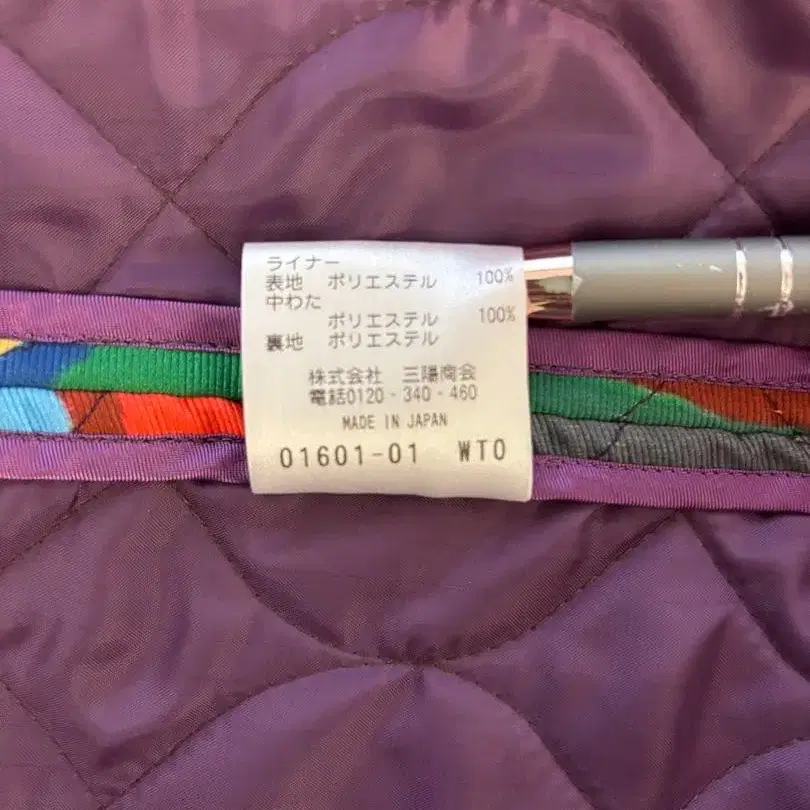 ライナー
表地 ポリエステル 100%
中わた
ポリエステル 100%
裏地 ポリエステル
株式会社 三陽商会
電話0120-340-460
MADE IN JAPAN
01601-01 WTO